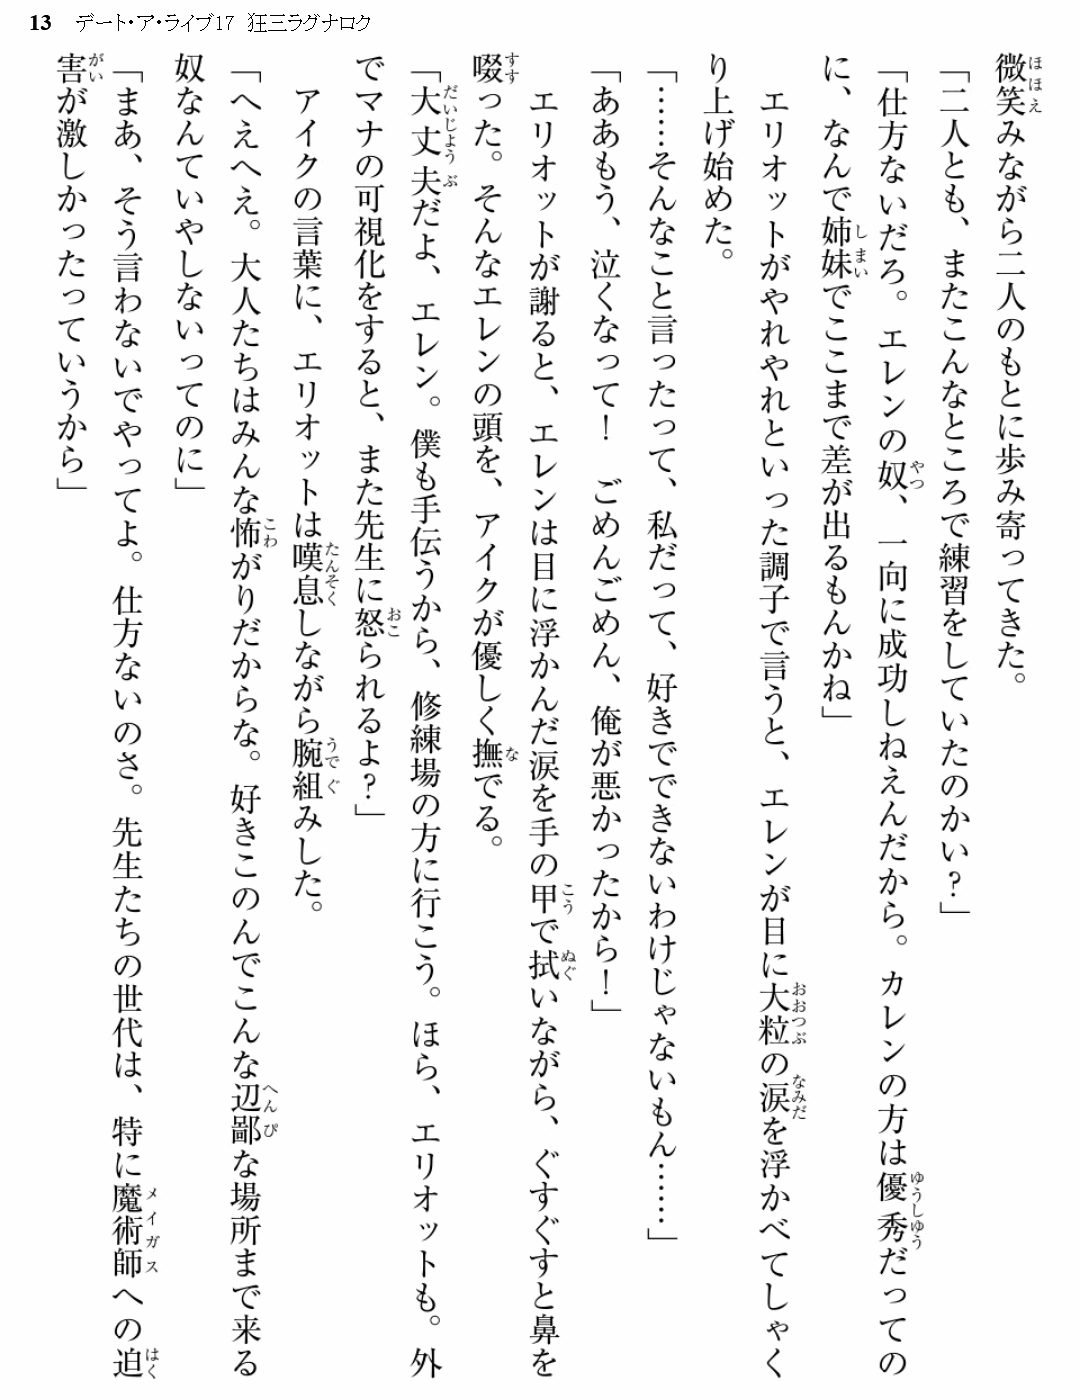 13 デート・ア・ライブ17 狂三ラグナロク
微笑みながら二人のもとに歩み寄ってきた。
「二人とも、またこんなところで練習をしていたのかい？」
「仕方ないだろ。エレンの奴、一向に成功しねえんだから。カレンの方は優秀だっての
に、なんで姉妹でここまで差が出るもんかね」
エリオットがやれやれといった調子で言うと、エレンが目に大粒の涙を浮かべてしゃく
り上げ始めた。
「……そんなこと言ったって、私だって、好きでできないわけじゃないもん……」
「ああもう、泣くなって！　ごめんごめん、俺が悪かったから！」
エリオットが謝ると、エレンは目に浮かんだ涙を手の甲で拭いながら、ぐすぐすと鼻を
啜った。そんなエレンの頭を、アイクが優しく撫でる。
「大丈夫だよ、エレン。僕も手伝うから、修練場の方に行こう。ほら、エリオットも。外
でマナの可視化をすると、また先生に怒られるよ？」
アイクの言葉に、エリオットは嘆息しながら腕組みした。
「へえへえ。大人たちはみんな怖がりだからな。好きこのんでこんな辺鄙な場所まで来る
奴なんていやしないってのに」
「まあ、そう言わないでやってよ。仕方ないのさ。先生たちの世代は、特に魔術師への迫
害が激しかったっていうから」